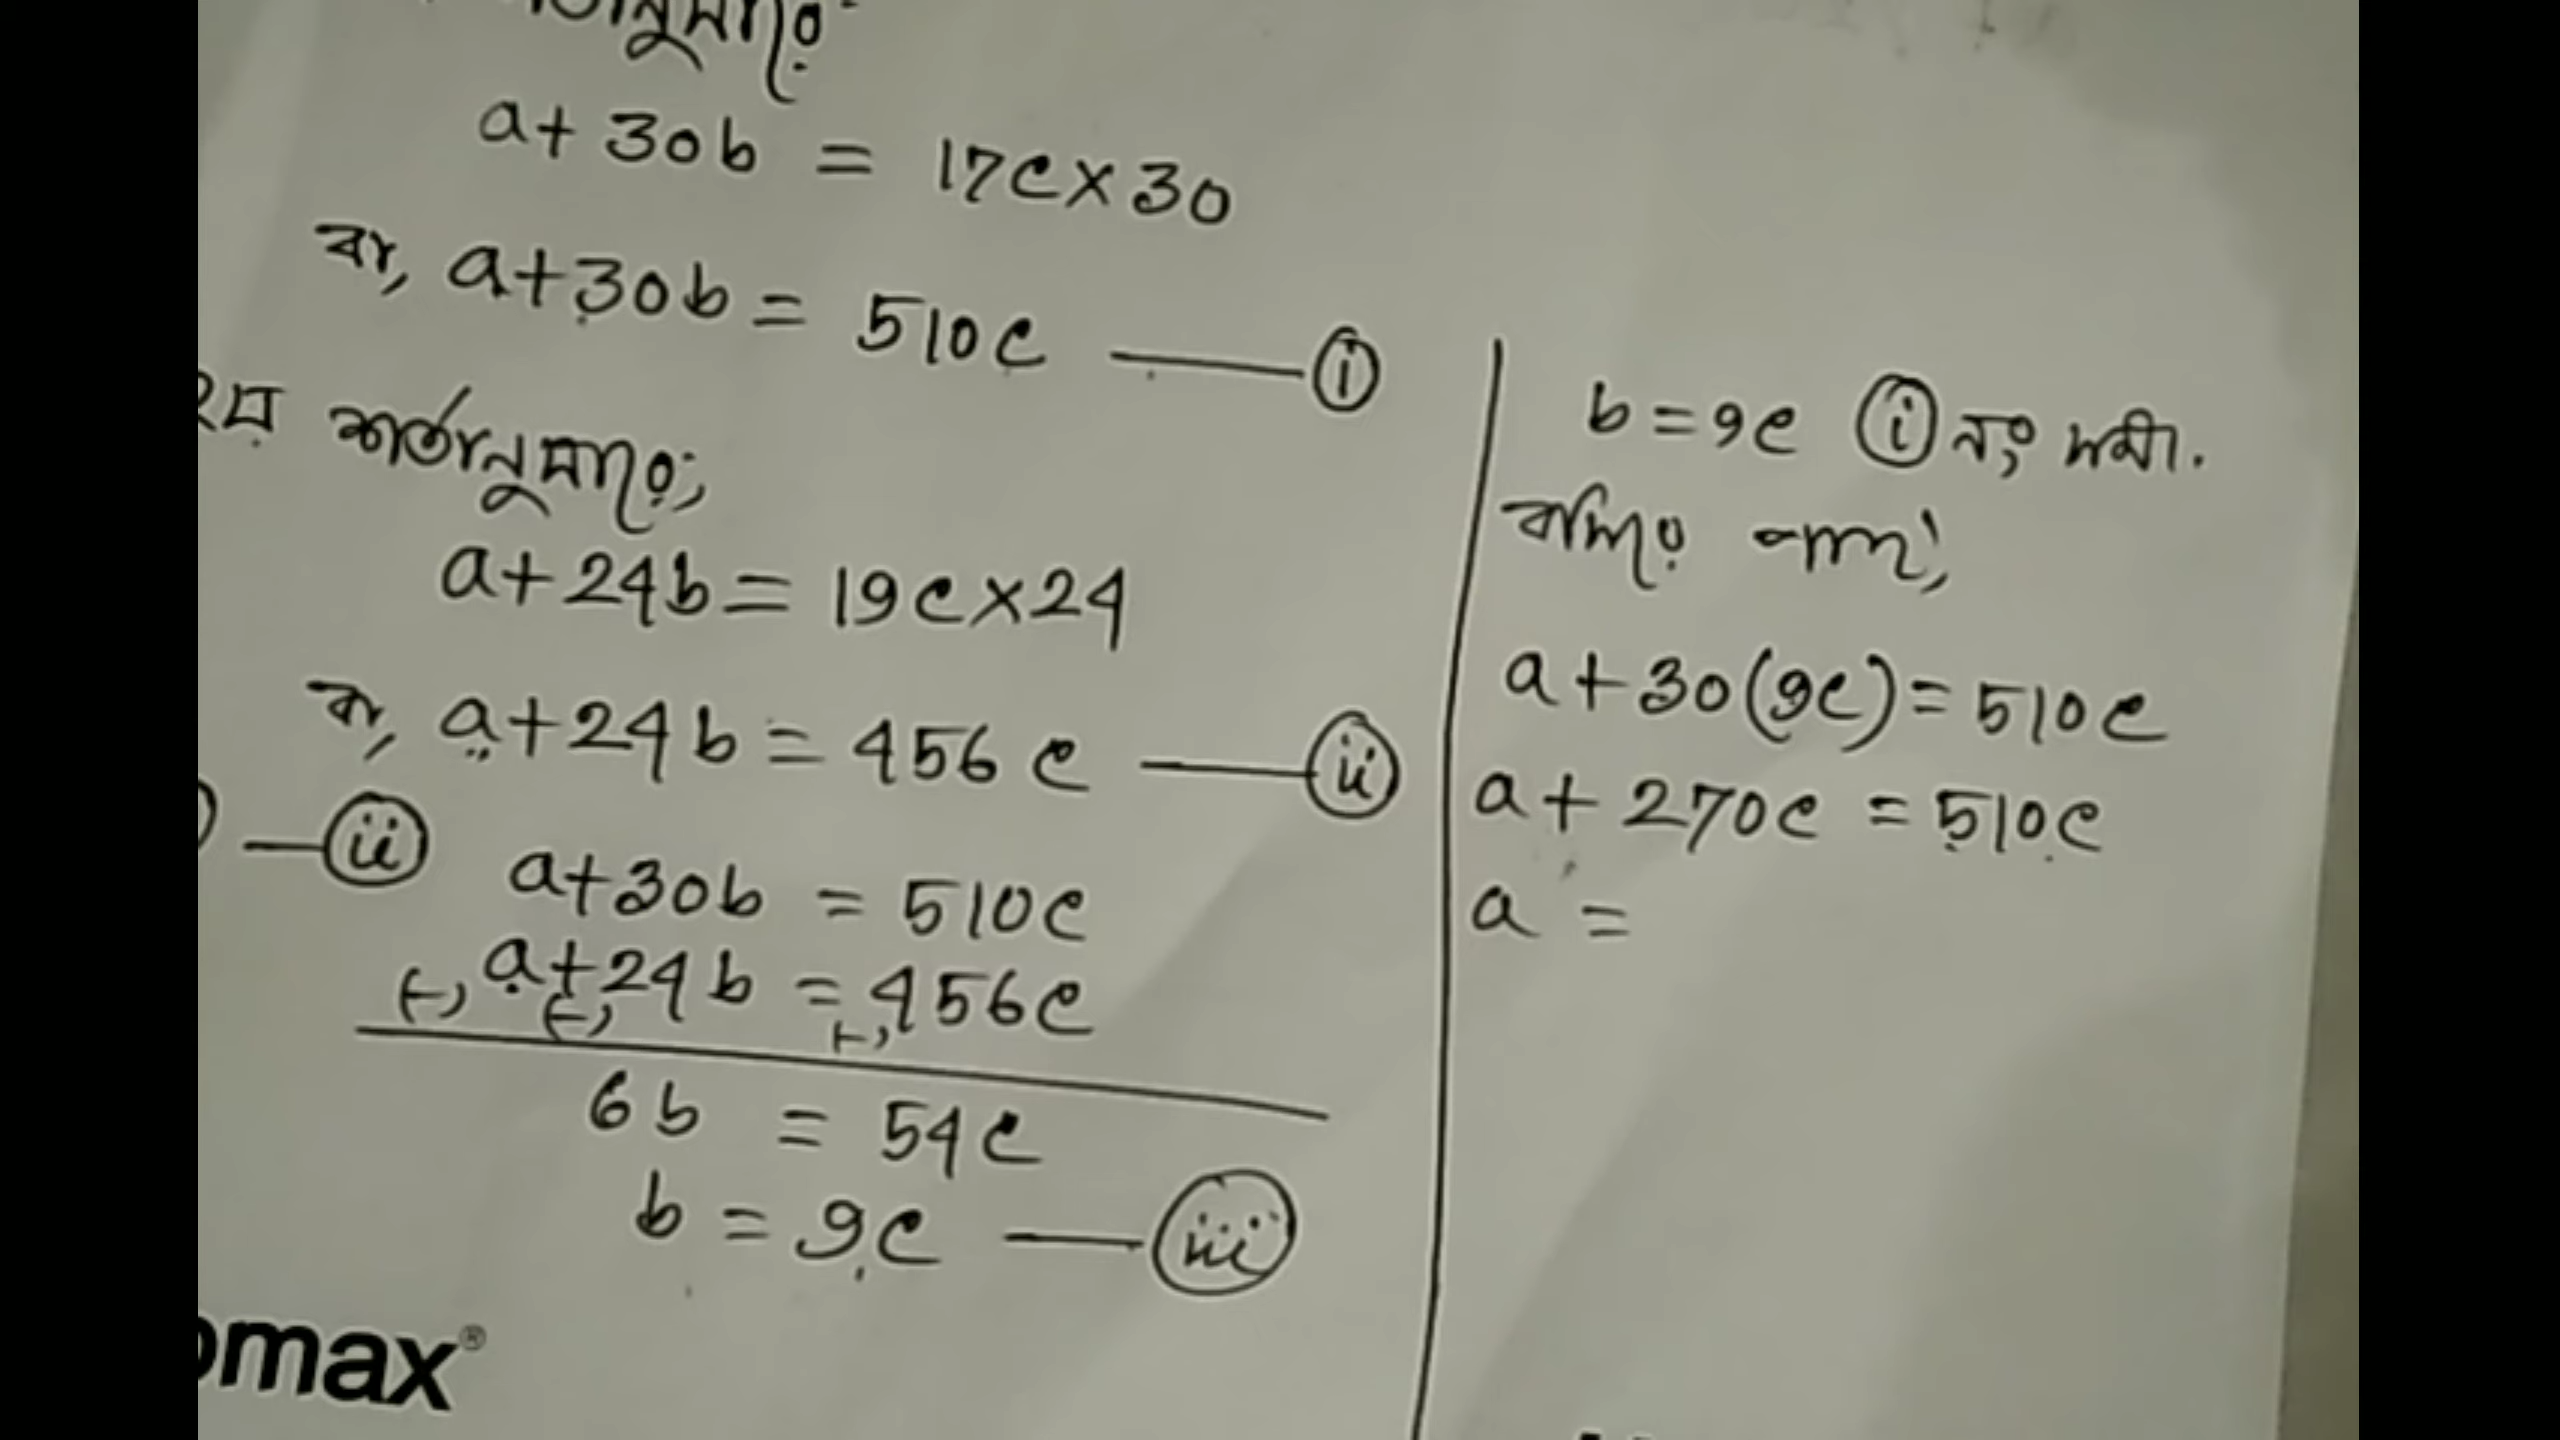 a+30b = 17c×30
বা, a+30b = 510c —— (i)
২য় শর্তানুসারে,
a+24b = 19c×24
বা, a+24b = 456c —— (ii)
— (ii) a+30b = 510c
(-) a+24b = 456c
(-) (-)
6b = 54c
b = 9c —— (iii)
omax®
b = 9c (i) নং সমী.
বসিয়ে পাই,
a+30(9c) = 510c
a + 270c = 510c
a =